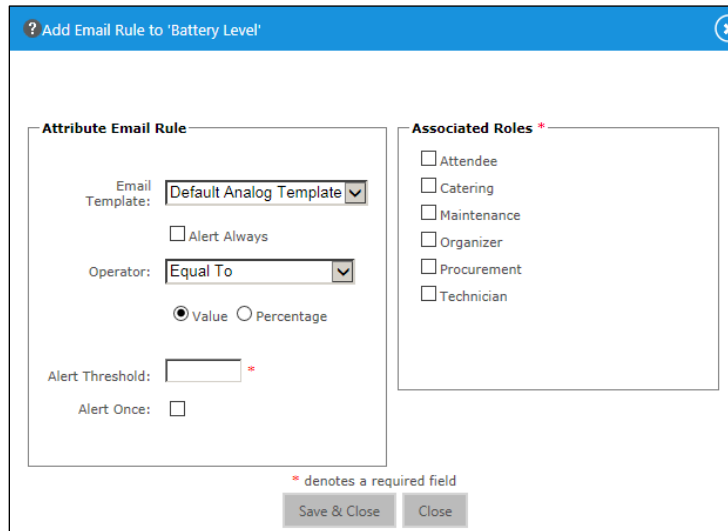 ?Add Email Rule to 'Battery Level'
Attribute Email Rule
Email
Template:
Default Analog Template
Alert Always
Operator:
Equal To
Value
Percentage
Alert Threshold:
*
Alert Once:
Associated Roles *
Attendee
Catering
Maintenance
Organizer
Procurement
Technician
* denotes a required field
Save & Close
Close